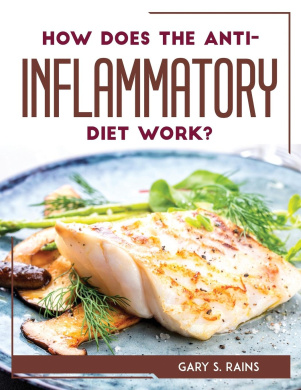 HOW DOES THE ANTI-
INFLAMMATORY
DIET WORK?
GARY S. RAINS